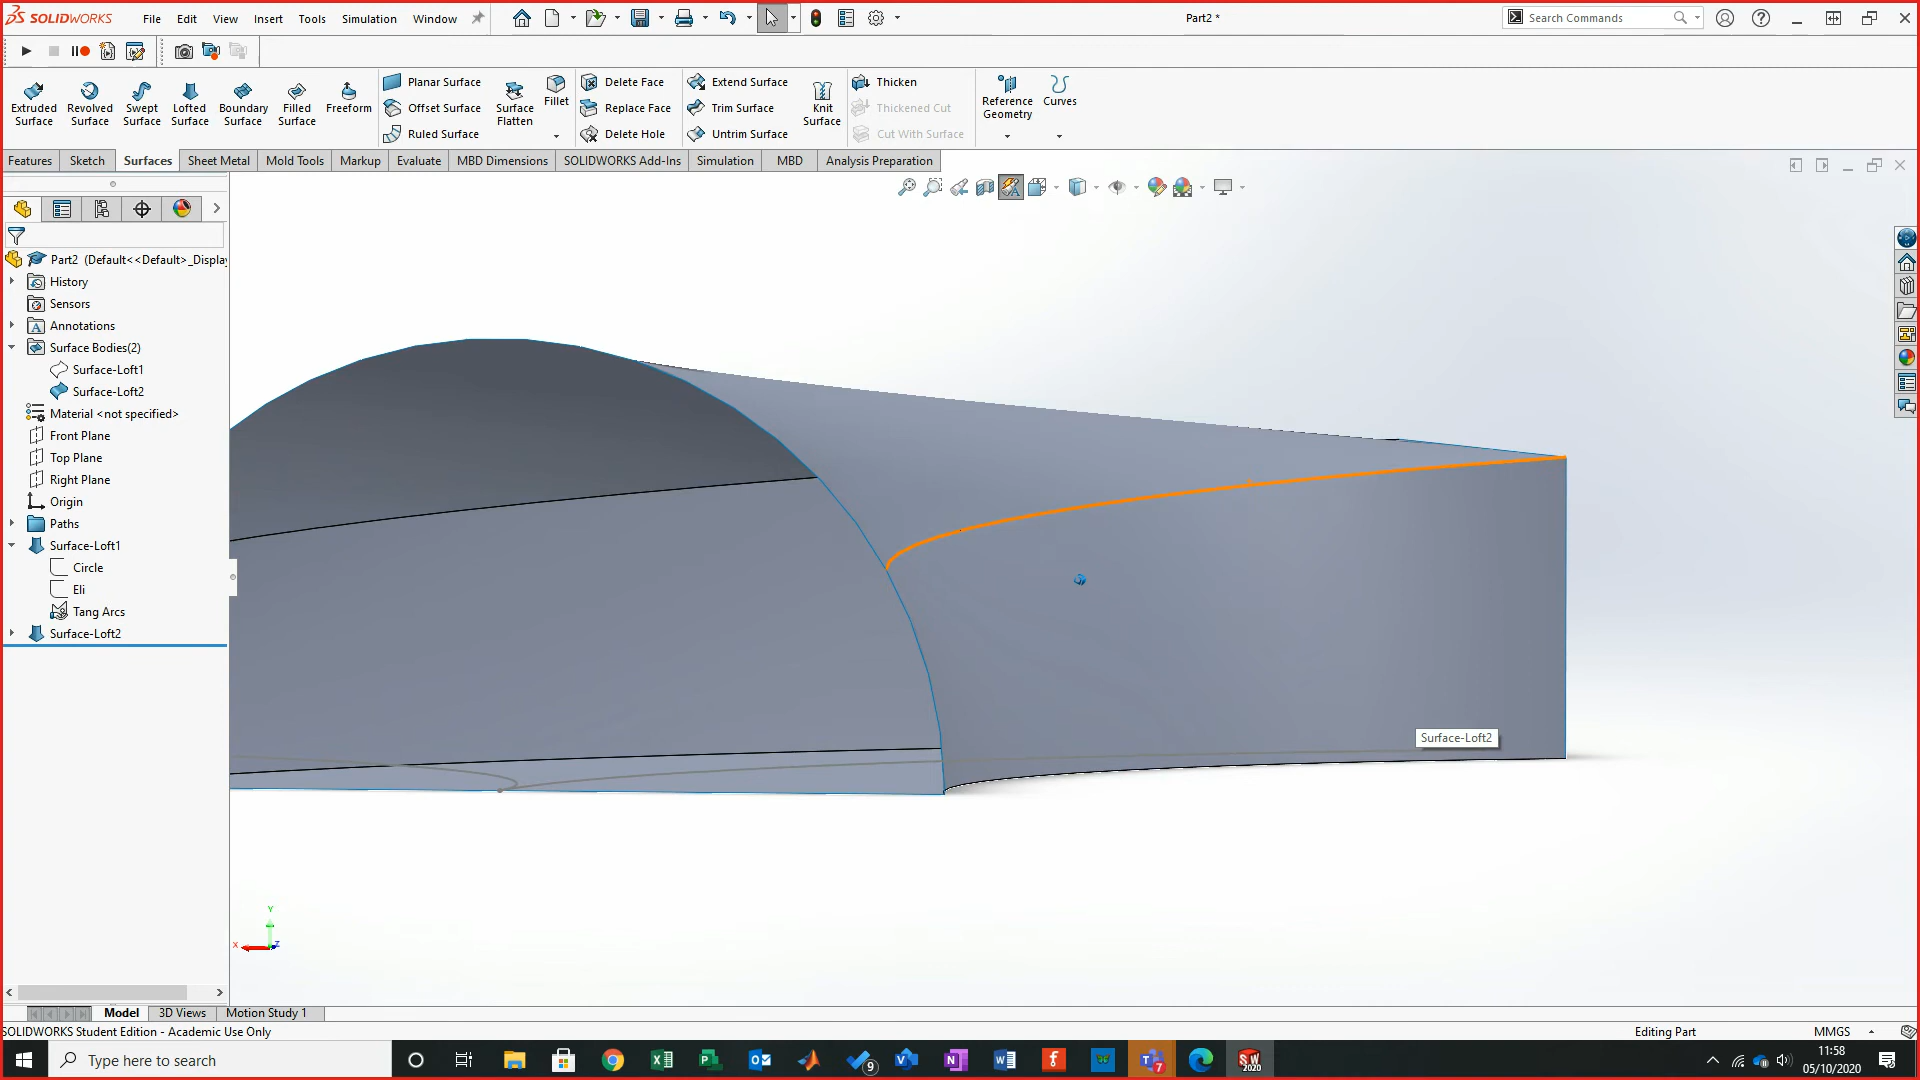 SOLIDWORKS File Edit View Insert Tools Simulation Window Part2 * Search Commands
Extruded Surface
Revolved Surface
Swept Surface
Lofted Surface
Boundary Surface
Filled Surface
Freeform
Planar Surface
Offset Surface
Ruled Surface
Surface Flatten
Fillet
Delete Face
Replace Face
Delete Hole
Extend Surface
Trim Surface
Untrim Surface
Knit Surface
Thicken
Thickened Cut
Cut With Surface
Reference Geometry
Curves
Features Sketch Surfaces Sheet Metal Mold Tools Markup Evaluate MBD Dimensions SOLIDWORKS Add-Ins Simulation MBD Analysis Preparation
Part2 (Default<<Default>_Display
History
Sensors
Annotations
Surface Bodies(2)
Surface-Loft1
Surface-Loft2
Material <not specified>
Front Plane
Top Plane
Right Plane
Origin
Paths
Surface-Loft1
Circle
Eli
Tang Arcs
Surface-Loft2
Surface-Loft2
Y
X
Z
Model 3D Views Motion Study 1
SOLIDWORKS Student Edition - Academic Use Only Editing Part MMGS
Type here to search
9
7
SW 2020
11:58
05/10/2020